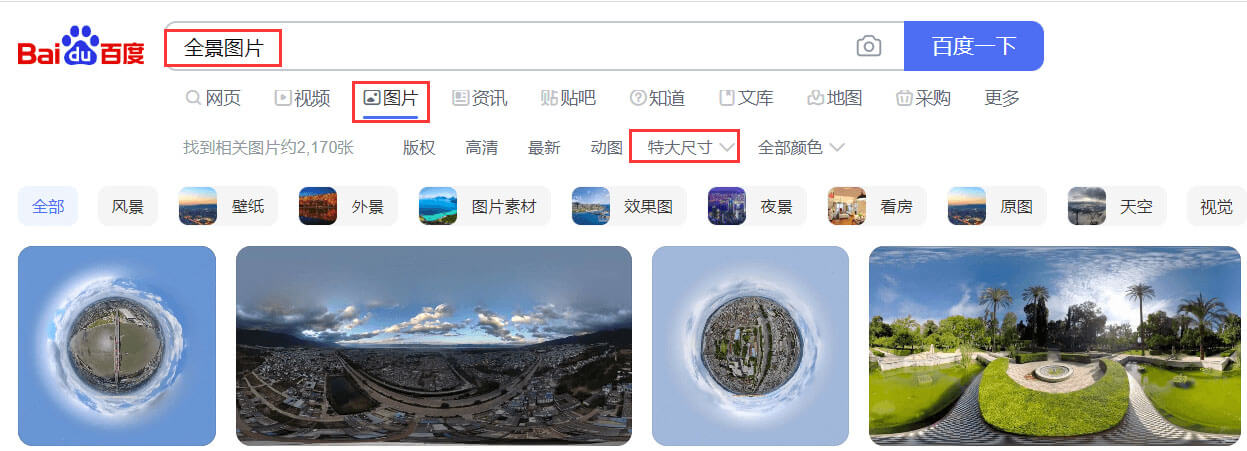 Bai du 百度 全景图片 百度一下
网页 视频 图片 资讯 贴贴吧 知道 文库 地图 采购 更多
找到相关图片约2,170张 版权 高清 最新 动图 特大尺寸 全部颜色
全部 风景 壁纸 外景 图片素材 效果图 夜景 看房 原图 天空 视觉